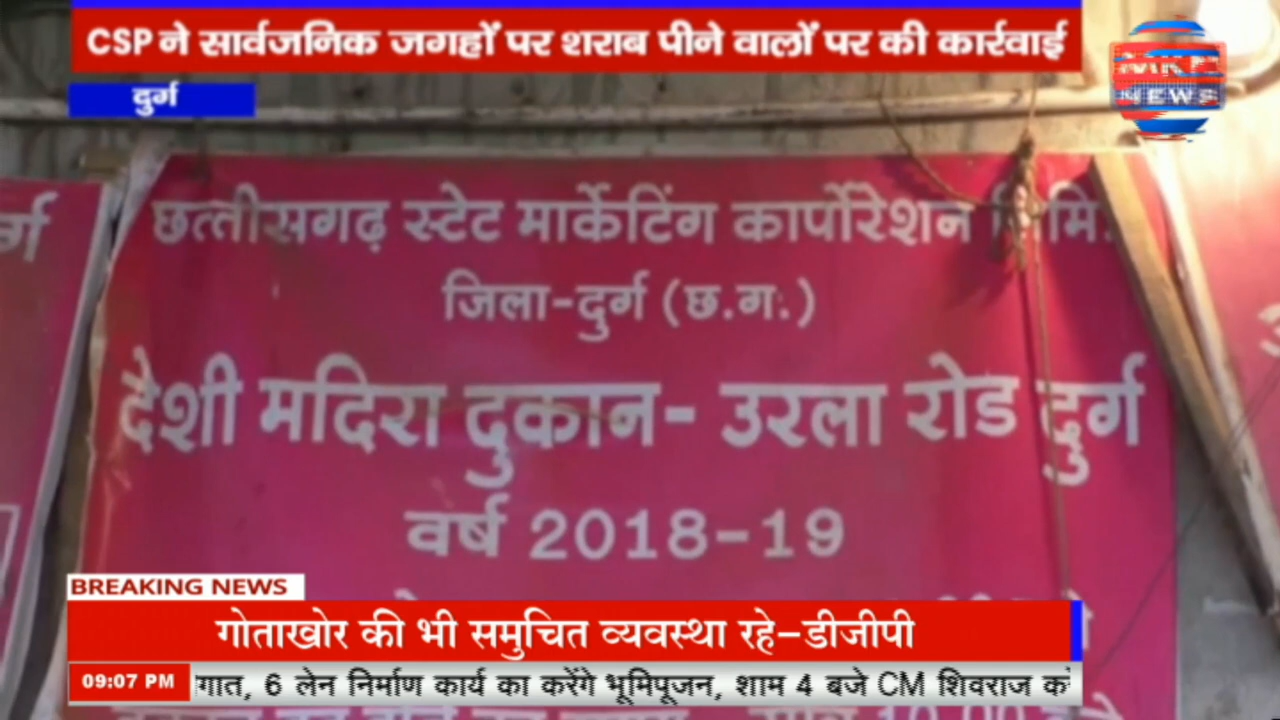 CSP ने सार्वजनिक जगहों पर शराब पीने वालों पर की कार्रवाई
दुर्ग
NEWS
र्ग
छत्तीसगढ़ स्टेट मार्केटिंग कार्पोरेशन
जिला-दुर्ग (छ.ग.)
देशी मदिरा दुकान- उरला रोड दुर्ग
वर्ष 2018-19
BREAKING NEWS
गोताखोर की भी समुचित व्यवस्था रहे-डीजीपी
09:07 PM
गात, 6 लेन निर्माण कार्य का करेंगे भूमिपूजन, शाम 4 बजे CM शिवराज